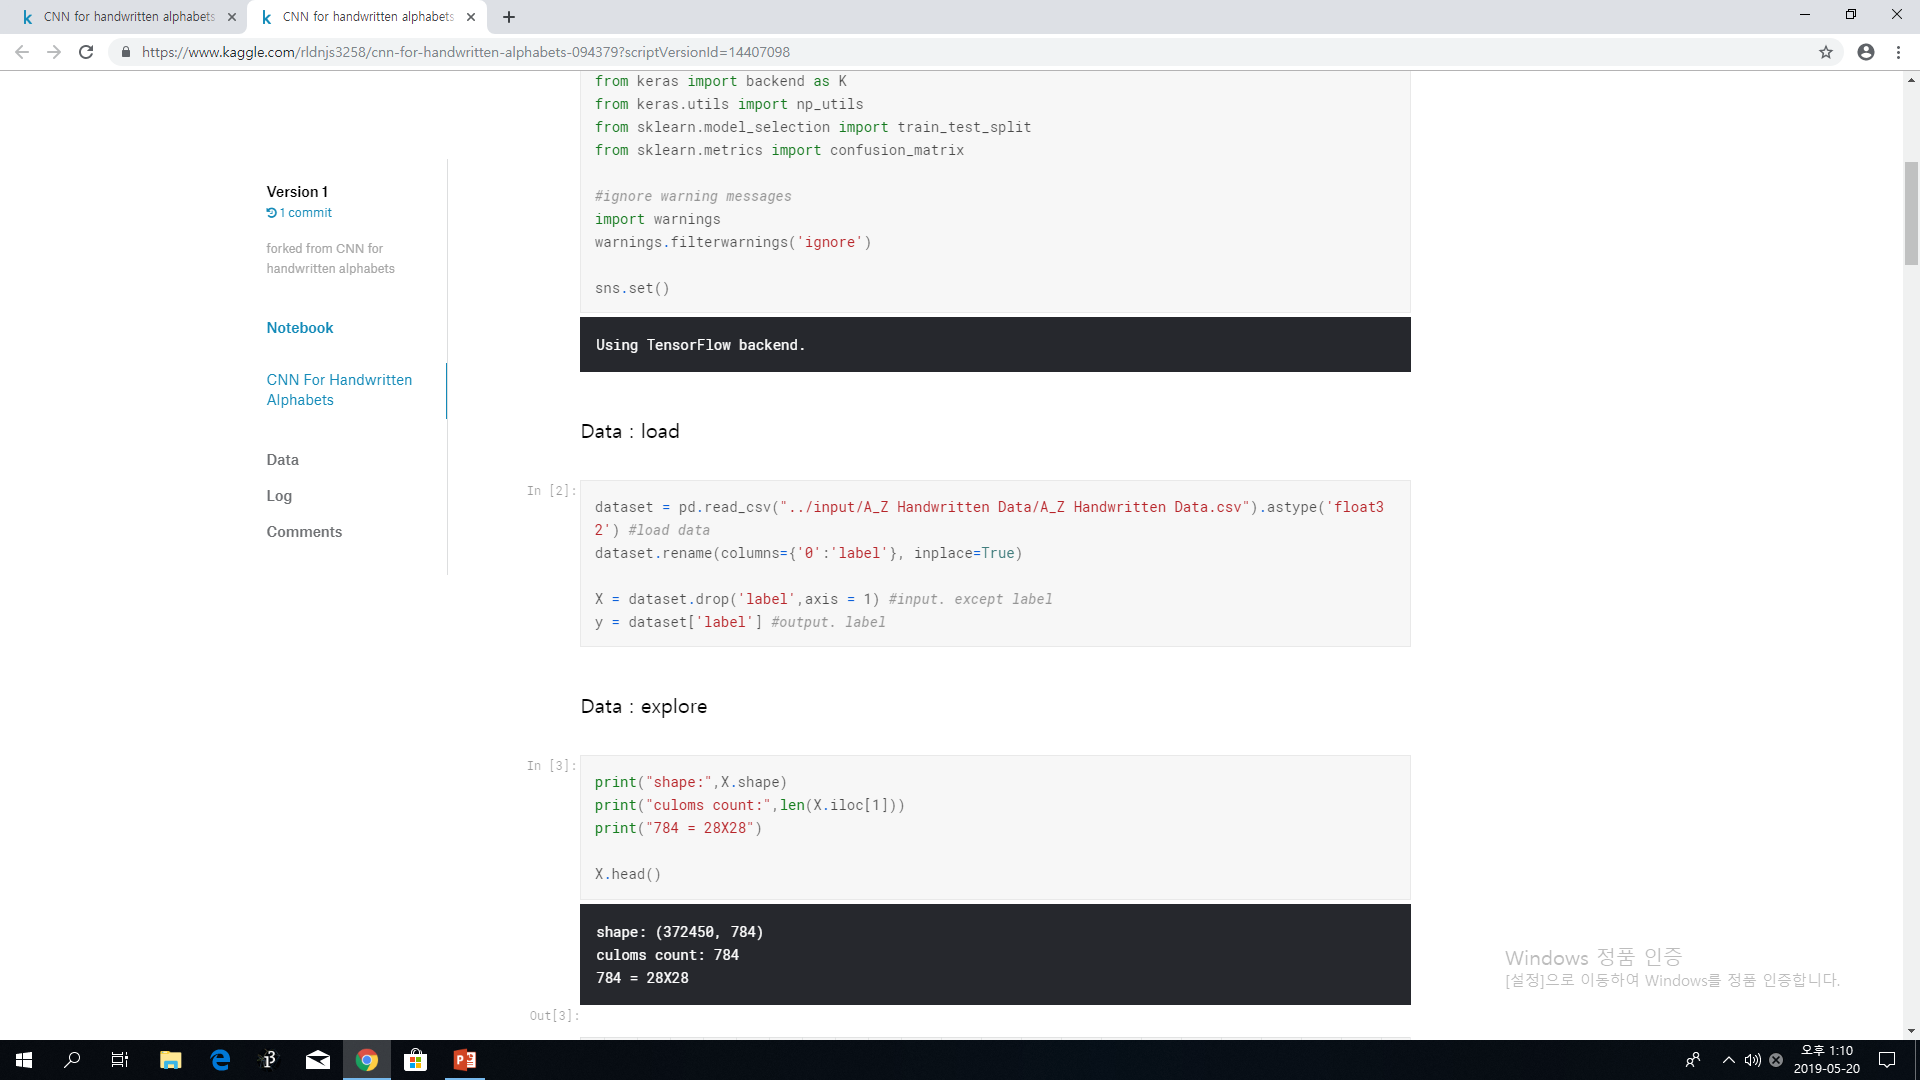 CNN for handwritten alphabets
CNN for handwritten alphabets
https://www.kaggle.com/rldnjs3258/cnn-for-handwritten-alphabets-094379?scriptVersionId=14407098
Version 1
1 commit
forked from CNN for
handwritten alphabets
Notebook
CNN For Handwritten
Alphabets
Data
Log
Comments
from keras import backend as K
from keras.utils import np_utils
from sklearn.model_selection import train_test_split
from sklearn.metrics import confusion_matrix
#ignore warning messages
import warnings
warnings.filterwarnings('ignore')
sns.set()
Using TensorFlow backend.
Data : load
In [2]:
dataset = pd.read_csv("../input/A_Z Handwritten Data/A_Z Handwritten Data.csv").astype('float3
2') #load data
dataset.rename(columns={'0':'label'}, inplace=True)
X = dataset.drop('label',axis = 1) #input. except label
y = dataset['label'] #output. label
Data : explore
In [3]:
print("shape:",X.shape)
print("culoms count:",len(X.iloc[1]))
print("784 = 28X28")
X.head()
shape: (372450, 784)
culoms count: 784
784 = 28X28
Out[3]:
Windows 정품 인증
[설정]으로 이동하여 Windows를 정품 인증합니다.
오후 1:10
2019-05-20